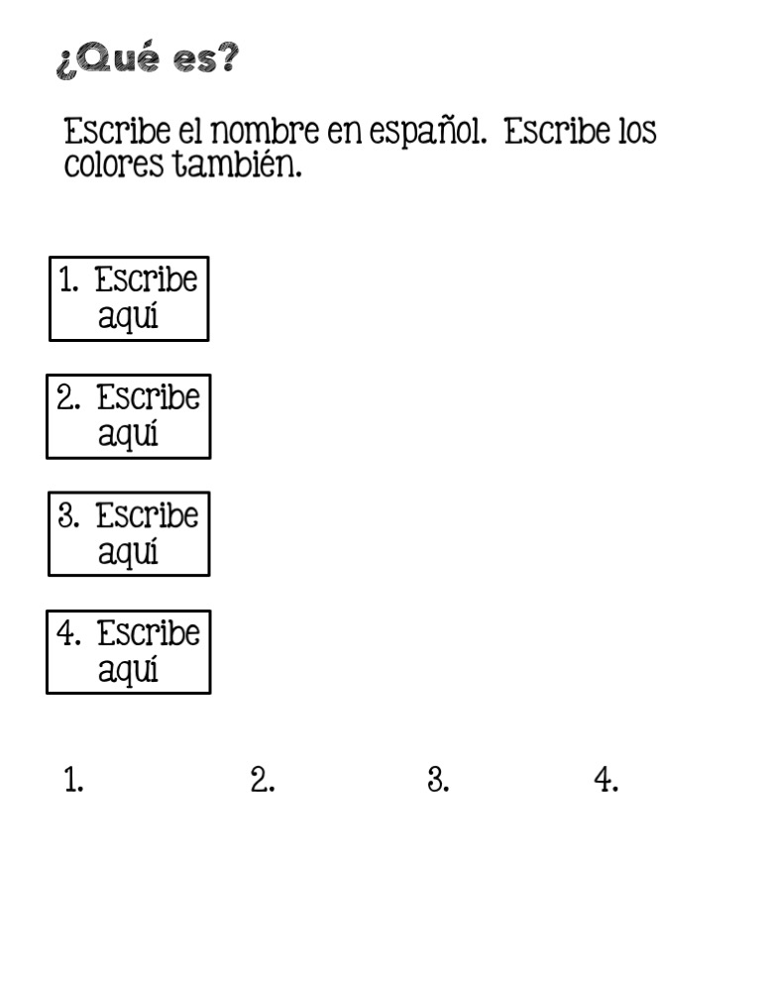 ¿Qué es?
Escribe el nombre en español.  Escribe los
colores también.
1. Escribe
aquí
2. Escribe
aquí
3. Escribe
aquí
4. Escribe
aquí
1. 2. 3. 4.